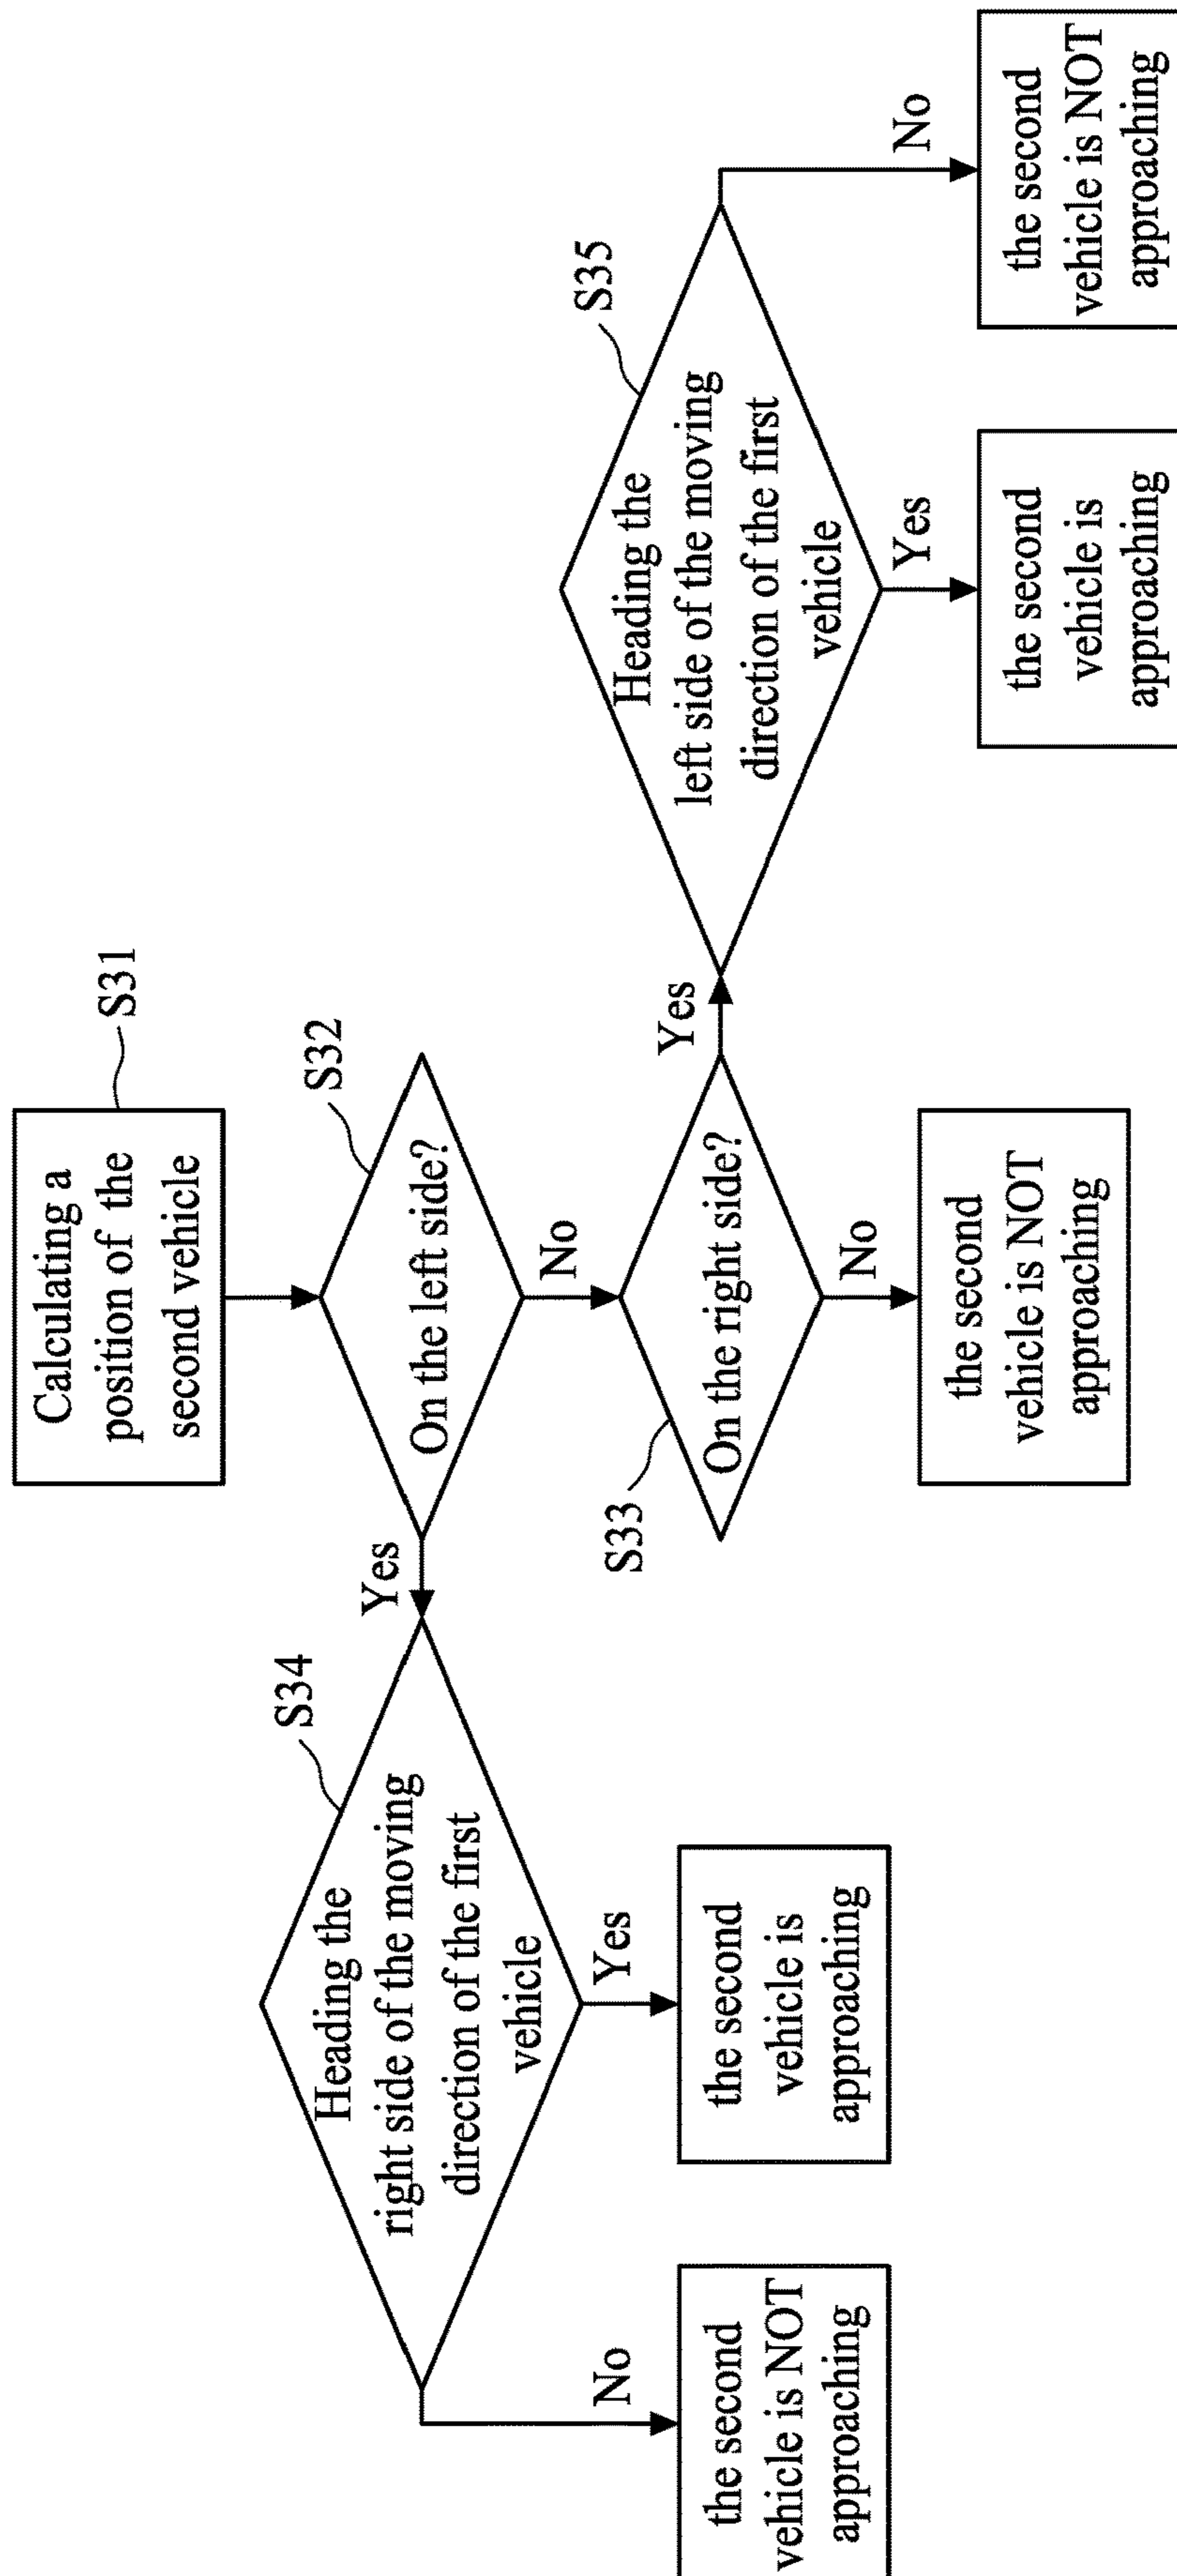 Calculating a
position of the
second vehicle
S31
On the left side?
S32
Yes
No
Heading the
right side of the moving
direction of the first
vehicle
S34
No
Yes
the second
vehicle is NOT
approaching
the second
vehicle is
approaching
On the right side?
S33
Yes
No
the second
vehicle is NOT
approaching
Heading the
left side of the moving
direction of the first
vehicle
S35
Yes
No
the second
vehicle is
approaching
the second
vehicle is NOT
approaching